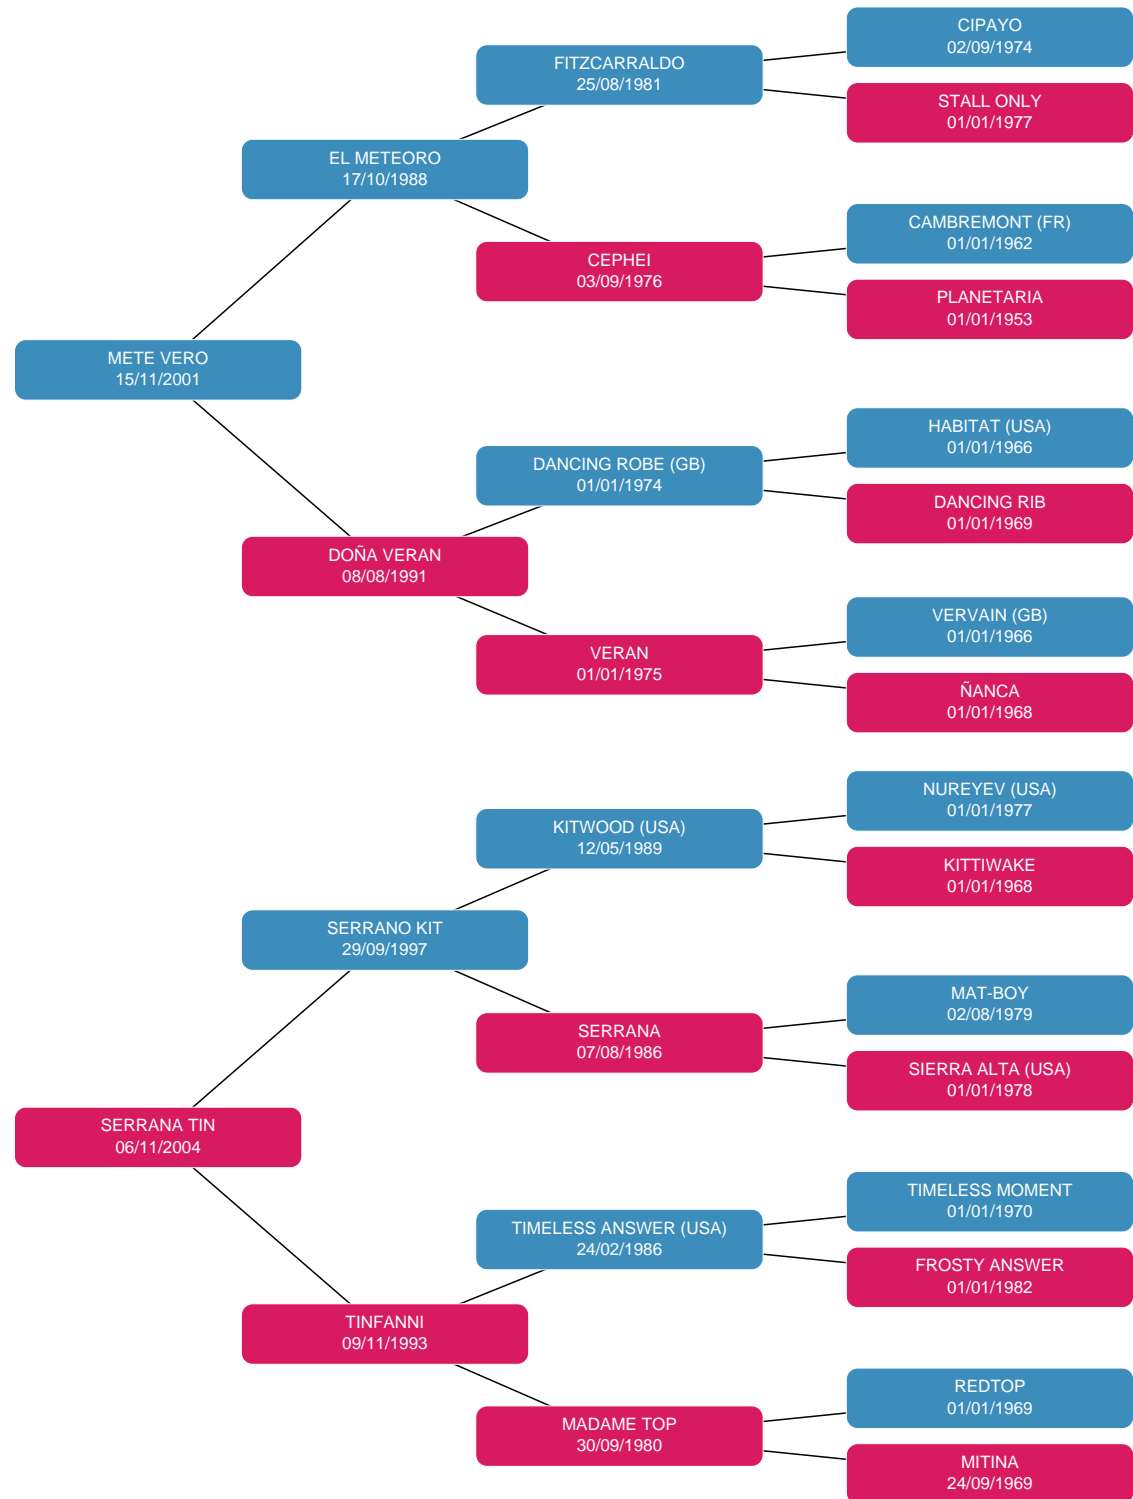 CIPAYO
02/09/1974
FITZCARRALDO
25/08/1981
STALL ONLY
01/01/1977
EL METEORO
17/10/1988
CAMBREMONT (FR)
01/01/1962
CEPHEI
03/09/1976
PLANETARIA
01/01/1953
METE VERO
15/11/2001
HABITAT (USA)
01/01/1966
DANCING ROBE (GB)
01/01/1974
DANCING RIB
01/01/1969
DOÑA VERAN
08/08/1991
VERVAIN (GB)
01/01/1966
VERAN
01/01/1975
ÑANCA
01/01/1968
NUREYEV (USA)
01/01/1977
KITWOOD (USA)
12/05/1989
KITTIWAKE
01/01/1968
SERRANO KIT
29/09/1997
MAT-BOY
02/08/1979
SERRANA
07/08/1986
SIERRA ALTA (USA)
01/01/1978
SERRANA TIN
06/11/2004
TIMELESS MOMENT
01/01/1970
TIMELESS ANSWER (USA)
24/02/1986
FROSTY ANSWER
01/01/1982
TINFANNI
09/11/1993
REDTOP
01/01/1969
MADAME TOP
30/09/1980
MITINA
24/09/1969